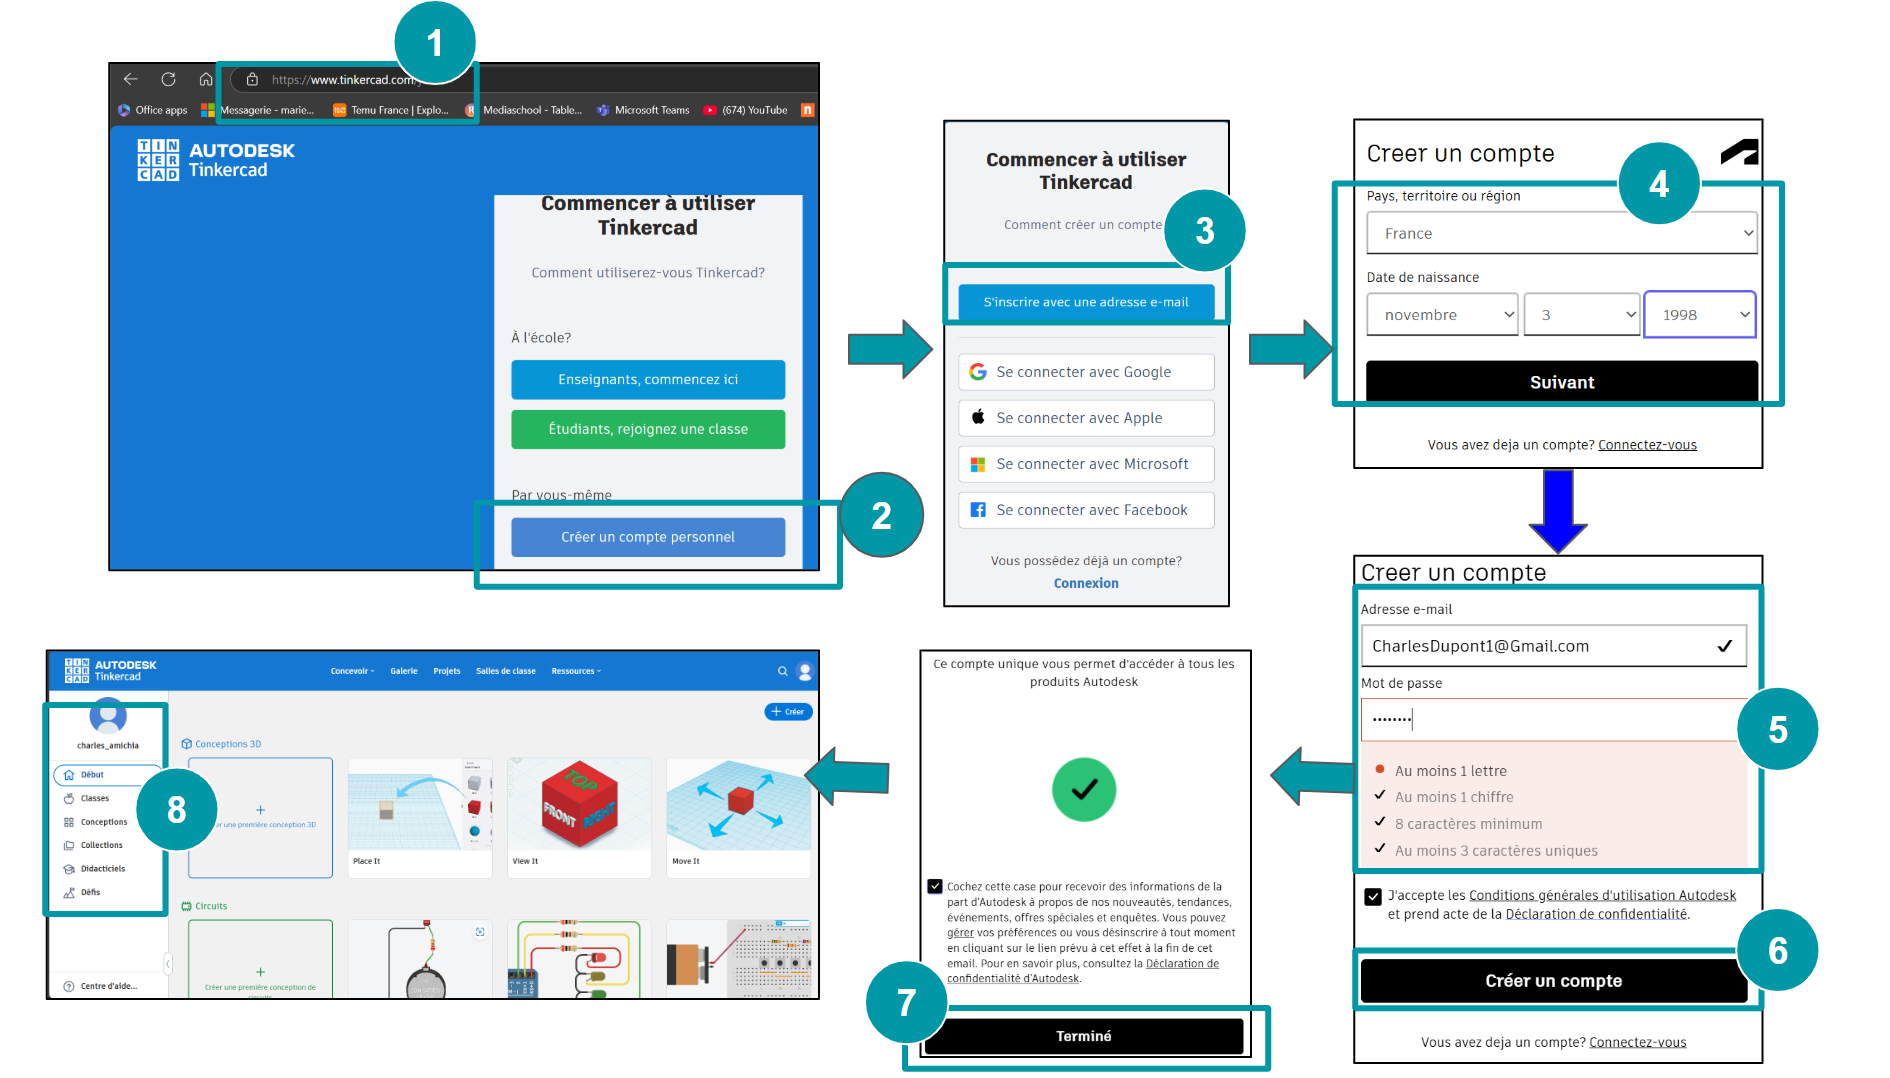 1
https://www.tinkercad.com/
Office apps
Messagerie - marie...
Temu France | Explo...
Mediaschool - Table...
Microsoft Teams
(674) YouTube
TIN
KER
CAD
AUTODESK
Tinkercad
Commencer à utiliser
Tinkercad
Comment utiliserez-vous Tinkercad?
À l'école?
Enseignants, commencez ici
Étudiants, rejoignez une classe
Par vous-même
Créer un compte personnel
2
Commencer à utiliser
Tinkercad
Comment créer un compte
3
S'inscrire avec une adresse e-mail
Se connecter avec Google
Se connecter avec Apple
Se connecter avec Microsoft
Se connecter avec Facebook
Vous possédez déjà un compte?
Connexion
Creer un compte
4
Pays, territoire ou région
France
Date de naissance
novembre
3
1998
Suivant
Vous avez deja un compte? Connectez-vous
Creer un compte
Adresse e-mail
CharlesDupont1@Gmail.com
Mot de passe
5
Au moins 1 lettre
Au moins 1 chiffre
8 caractères minimum
Au moins 3 caractères uniques
J'accepte les Conditions générales d'utilisation Autodesk
et prend acte de la Déclaration de confidentialité.
6
Créer un compte
Vous avez deja un compte? Connectez-vous
Ce compte unique vous permet d'accéder à tous les
produits Autodesk
Cochez cette case pour recevoir des informations de la
part d'Autodesk à propos de nos nouveautés, tendances,
événements, offres spéciales et enquêtes. Vous pouvez
gérer vos préférences ou vous désinscrire à tout moment
en cliquant sur le lien prévu à cet effet à la fin de cet
email. Pour en savoir plus, consultez la Déclaration de
confidentialité d'Autodesk.
7
Terminé
TIN
KER
CAD
AUTODESK
Tinkercad
Concevoir
Galerie
Projets
Salles de classe
Ressources
charles_amichia
Début
Classes
Conceptions
Collections
Didacticiels
Défis
Centre d'aide...
8
+ Créer
Conceptions 3D
er une première conception 3D
Place It
TOP
FRONT
RIGHT
View It
Move It
Circuits
Créer une première conception de
circuits